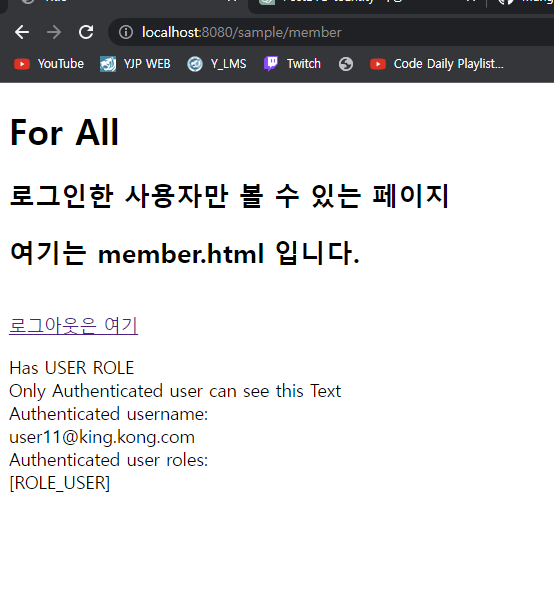 localhost:8080/sample/member
YouTube YJP WEB Y_LMS Twitch Code Daily Playlist...
For All
로그인한 사용자만 볼 수 있는 페이지
여기는 member.html 입니다.
로그아웃은 여기
Has USER ROLE
Only Authenticated user can see this Text
Authenticated username:
user11@king.kong.com
Authenticated user roles:
[ROLE_USER]